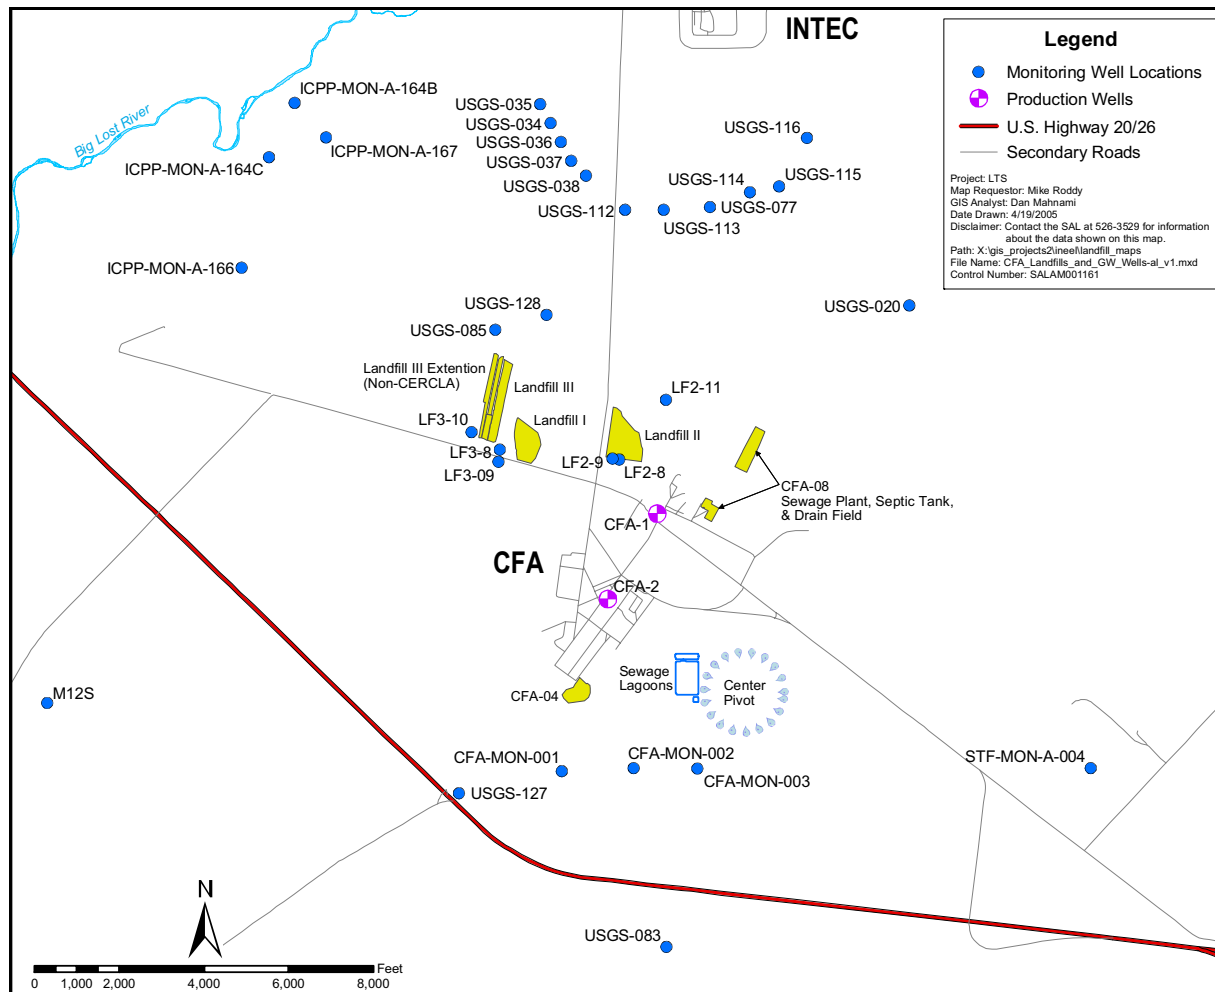 INTEC
Legend
Monitoring Well Locations
Production Wells
U.S. Highway 20/26
Secondary Roads
Project: LTS
Map Requestor: Mike Roddy
GIS Analyst: Dan Mahnami
Date Drawn: 4/19/2005
Disclaimer: Contact the SAL at 526-3529 for information
about the data shown on this map.
Path: X:\gis_projects2\ineel\landfill_maps
File Name: CFA_Landfills_and_GW_Wells-al_v1.mxd
Control Number: SALAM001161
Big Lost River
ICPP-MON-A-164B
ICPP-MON-A-167
ICPP-MON-A-164C
USGS-035
USGS-034
USGS-036
USGS-037
USGS-038
USGS-116
USGS-115
USGS-114
USGS-077
USGS-112
USGS-113
ICPP-MON-A-166
USGS-128
USGS-020
USGS-085
Landfill III Extention
(Non-CERCLA)
Landfill III
LF2-11
LF3-10
Landfill I
Landfill II
LF3-8
LF3-09
LF2-9
LF2-8
CFA-08
Sewage Plant, Septic Tank,
& Drain Field
CFA-1
CFA
CFA-2
Sewage
Lagoons
Center
Pivot
CFA-04
M12S
CFA-MON-001
CFA-MON-002
CFA-MON-003
STF-MON-A-004
USGS-127
N
USGS-083
Feet
0 1,000 2,000 4,000 6,000 8,000